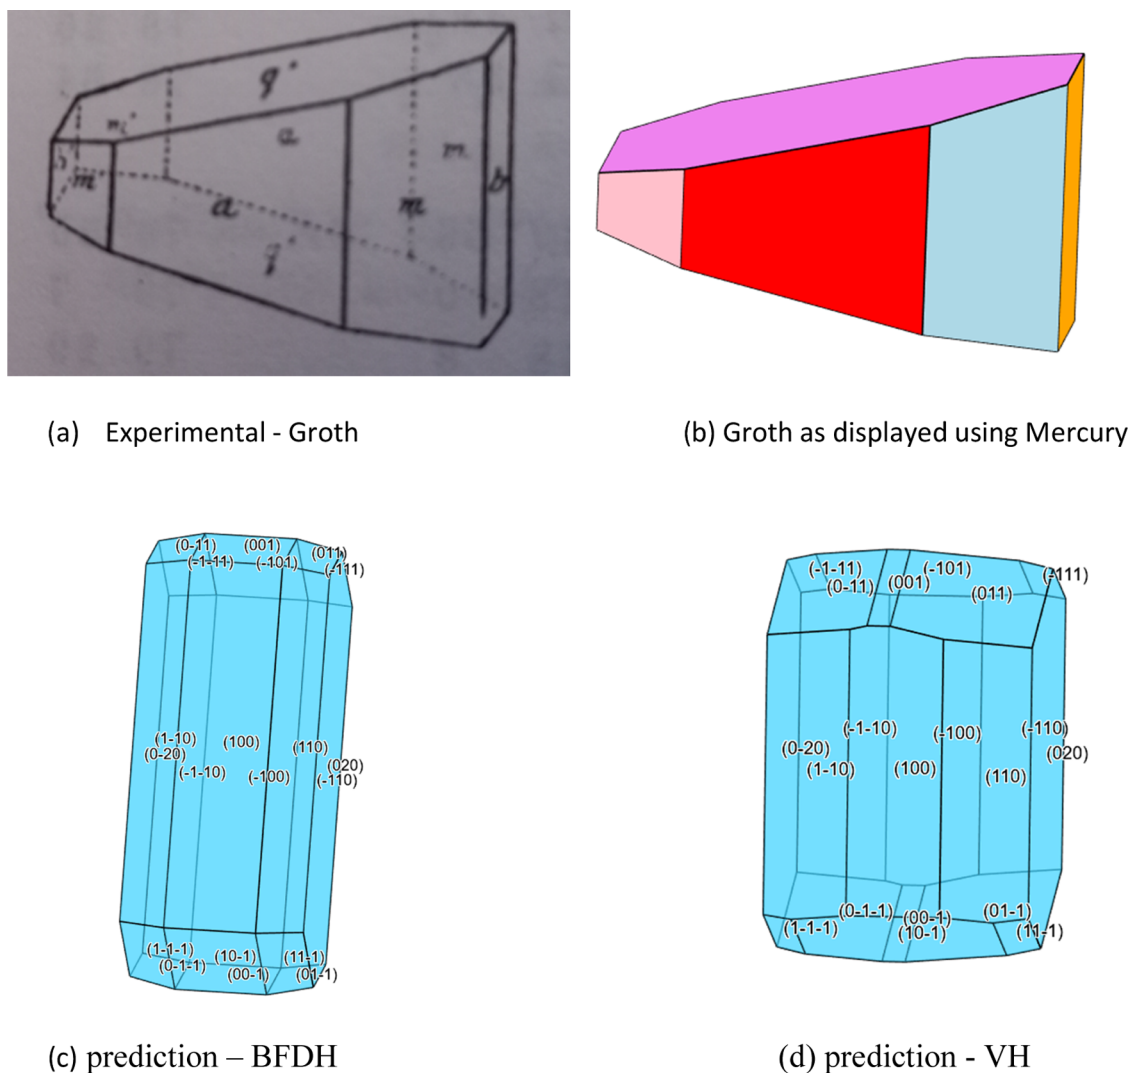 q'
m'
a
m
b'
m'
b
a
m
q'
(a) Experimental - Groth
(b) Groth as displayed using Mercury
(0-11) (001) (011)
(-1-11) (-101) (-111)
(1-10) (100) (110)
(0-20) (020)
(-1-10) (-100) (-110)
(1-1-1) (10-1) (11-1)
(0-1-1) (00-1) (01-1)
(-1-11) (-101) (-111)
(0-11) (001) (011)
(-1-10) (-100) (-110)
(0-20) (020)
(1-10) (100) (110)
(0-1-1) (00-1) (01-1)
(1-1-1) (10-1) (11-1)
(c) prediction – BFDH
(d) prediction - VH